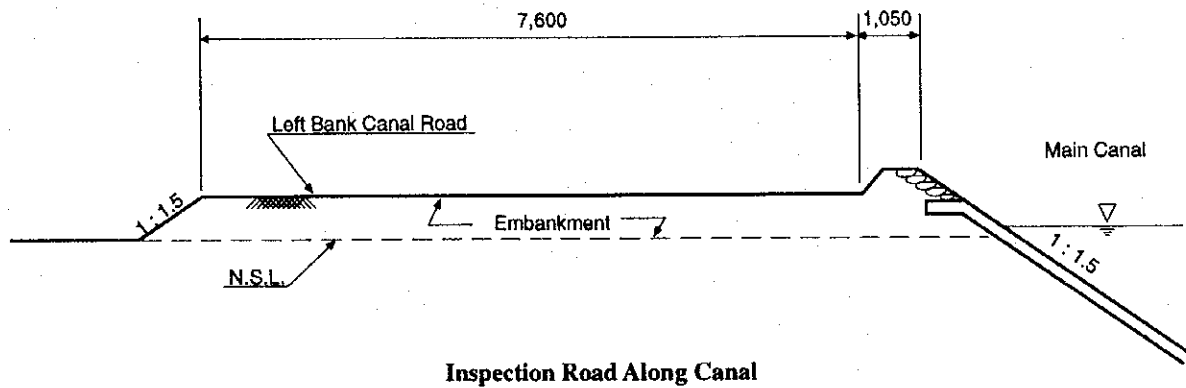 7,600
1,050
Left Bank Canal Road
Main Canal
1 : 1.5
Embankment
N.S.L.
1 : 1.5
Inspection Road Along Canal